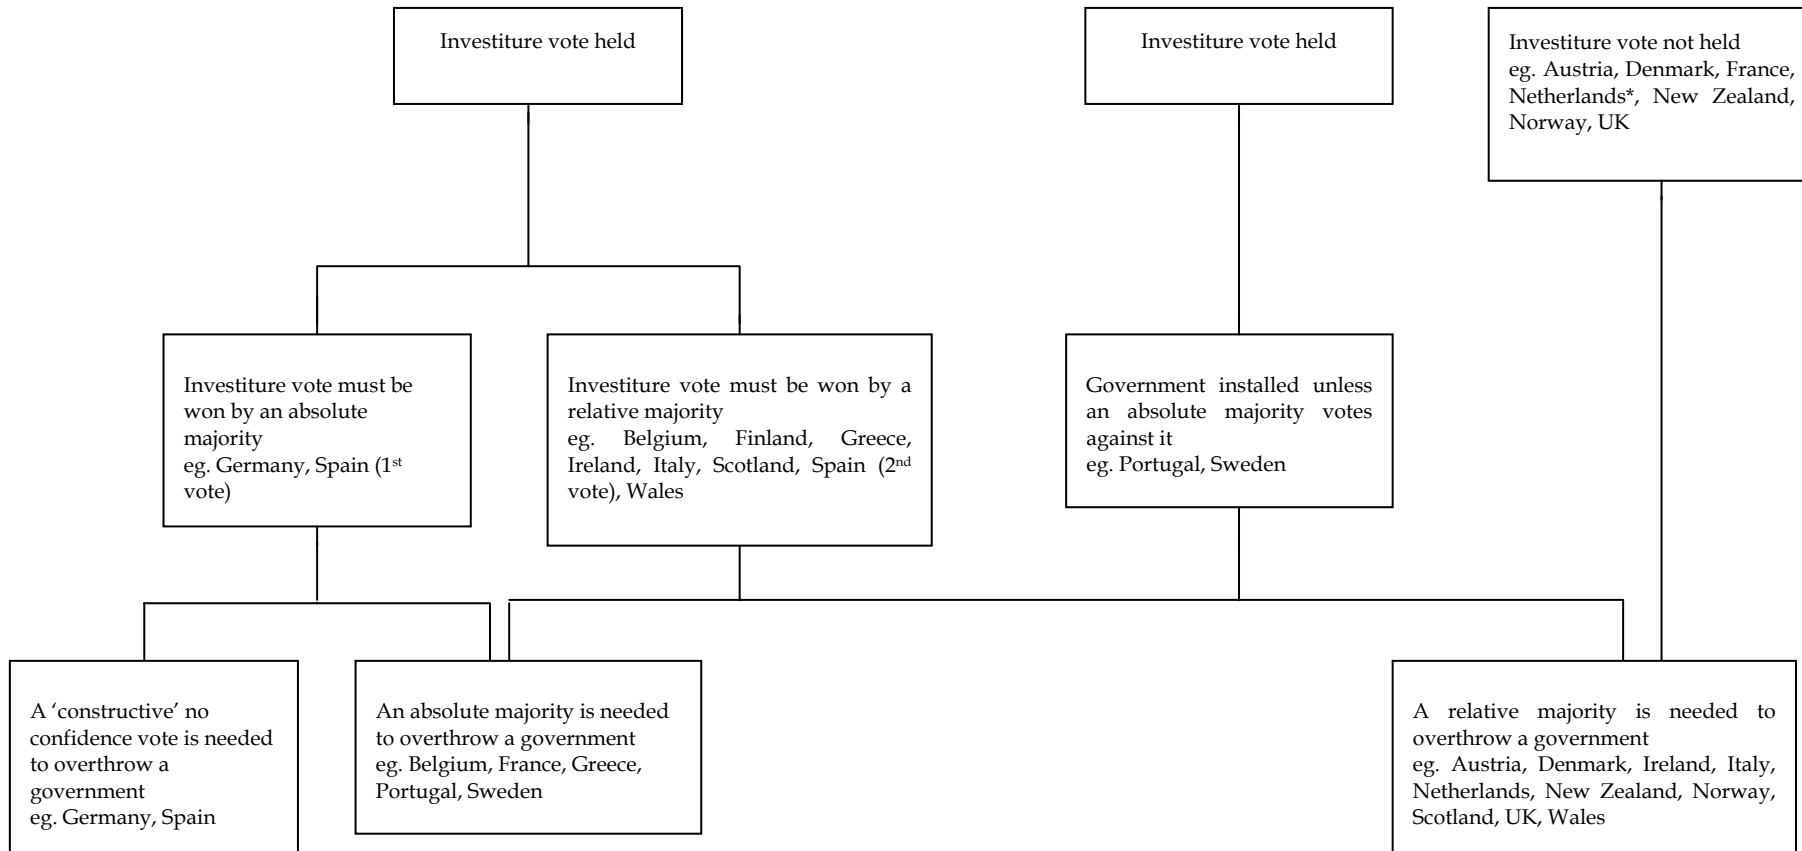 Investiture vote held
Investiture vote held
Investiture vote not held
eg. Austria, Denmark, France,
Netherlands*, New Zealand,
Norway, UK
Investiture vote must be
won by an absolute
majority
eg. Germany, Spain (1st
vote)
Investiture vote must be won by a
relative majority
eg. Belgium, Finland, Greece,
Ireland, Italy, Scotland, Spain (2nd
vote), Wales
Government installed unless
an absolute majority votes
against it
eg. Portugal, Sweden
A ‘constructive’ no
confidence vote is needed
to overthrow a
government
eg. Germany, Spain
An absolute majority is needed
to overthrow a government
eg. Belgium, France, Greece,
Portugal, Sweden
A relative majority is needed to
overthrow a government
eg. Austria, Denmark, Ireland, Italy,
Netherlands, New Zealand, Norway,
Scotland, UK, Wales